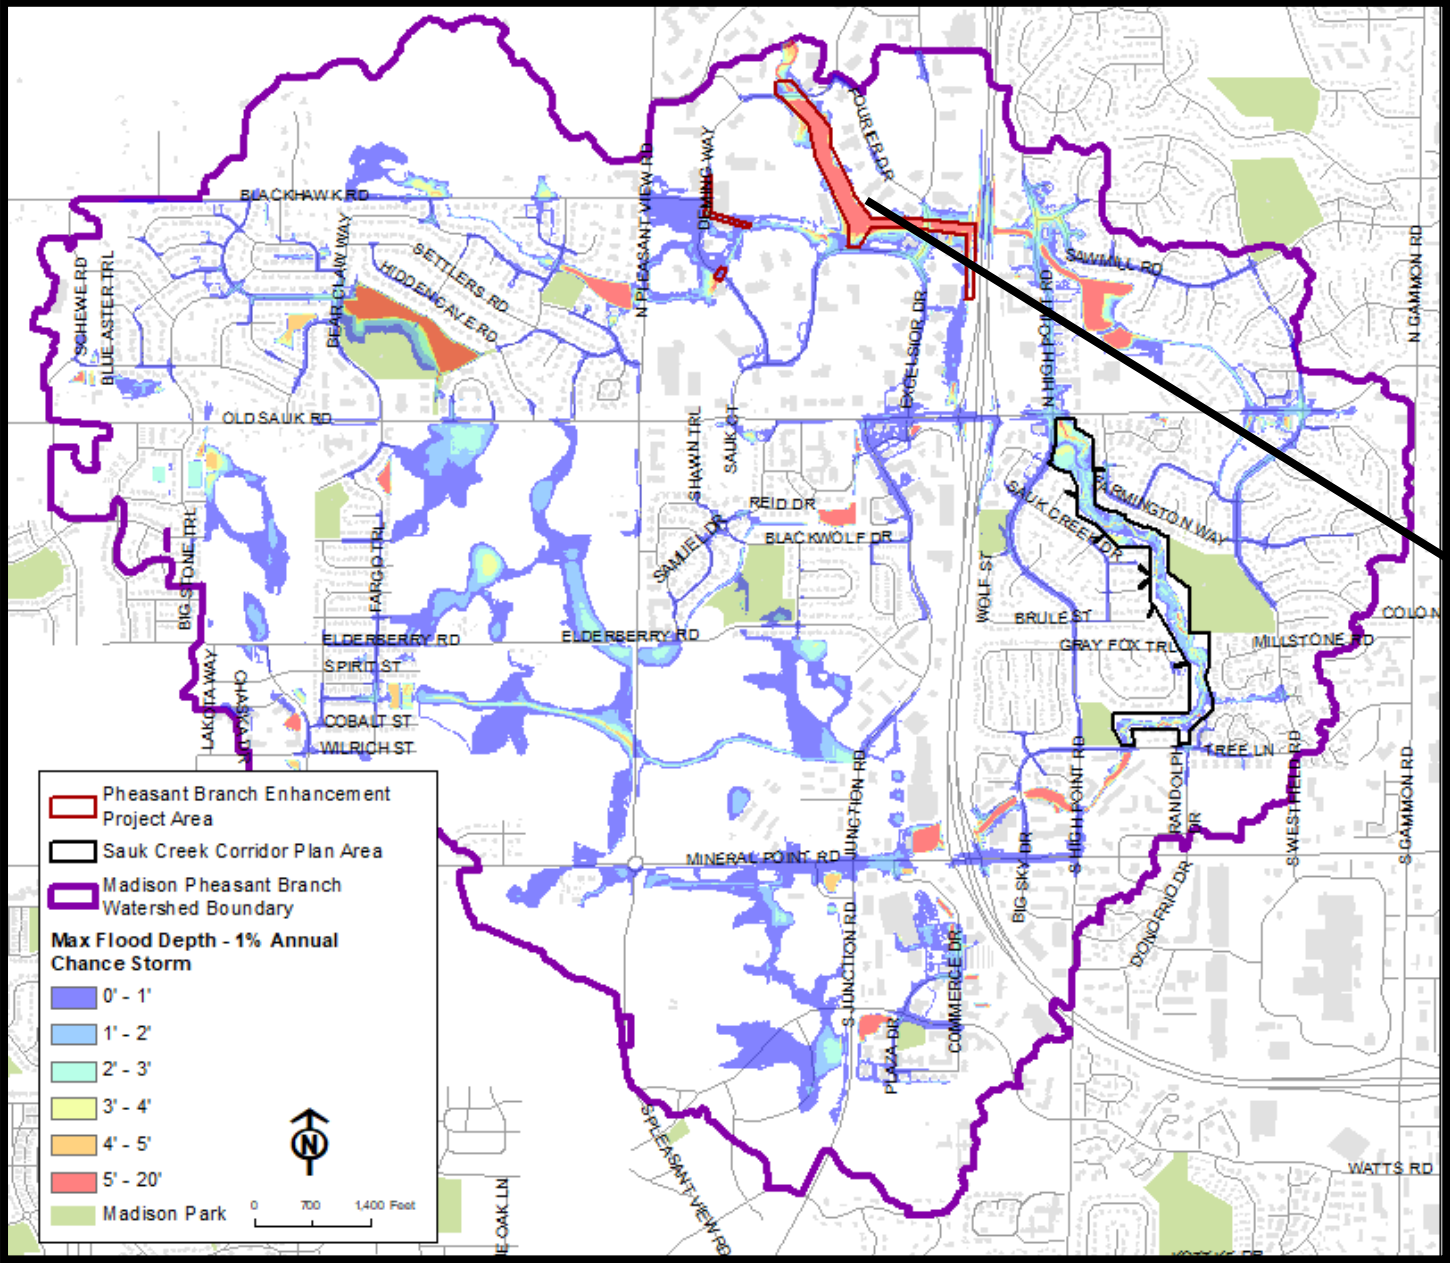 FOURIER DR
DEMING WAY
N PLEASANT VIEW RD
BLACKHAWK RD
SETTLERS RD
HIDDEN CAVE RD
BEAR CLAW WAY
SCHEWE RD
BLUE ASTER TRL
SAWMILL RD
N GAMMON RD
N HIGH POINT RD
EXCELSIOR DR
OLD SAUK RD
SHAWN TRL
SAUK CT
REID DR
BLACKWOLF DR
SAMUEL DR
SAUK CREEK DR
FARMINGTON WAY
BIG STONE TRL
FARGO TRL
WOLF ST
BRULE ST
COLON
ELDERBERRY RD
ELDERBERRY RD
GRAY FOX TRL
MILLSTONE RD
SPIRIT ST
LAKOTA WAY
CHASKA DR
COBALT ST
WILRICH ST
TREE LN
JUNCTION RD
S HIGH POINT RD
RANDOLPH DR
S WESTFIELD RD
S GAMMON RD
MINERAL POINT RD
BIG SKY DR
DONOFRIO DR
S JUNCTION RD
COMMERCE DR
PLAZA DR
S PLEASANT VIEW RD
WATTS RD
E OAK LN
Pheasant Branch Enhancement
Project Area
Sauk Creek Corridor Plan Area
Madison Pheasant Branch
Watershed Boundary
Max Flood Depth - 1% Annual
Chance Storm
0' - 1'
1' - 2'
2' - 3'
3' - 4'
4' - 5'
5' - 20'
Madison Park
N
0 700 1,400 Feet